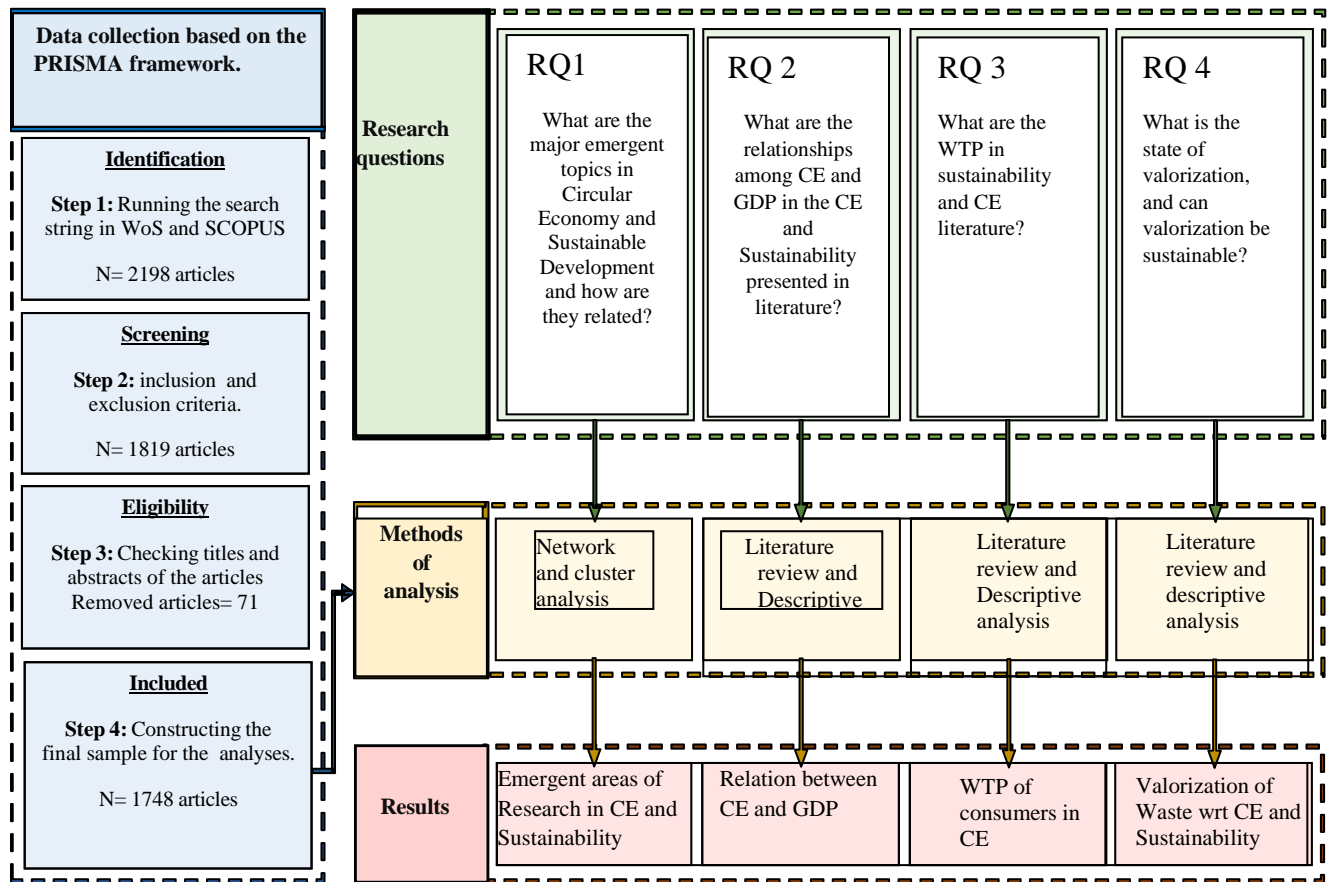 Data collection based on the
PRISMA framework.
Identification
Step 1: Running the search
string in WoS and SCOPUS
N= 2198 articles
Screening
Step 2: inclusion and
exclusion criteria.
N= 1819 articles
Eligibility
Step 3: Checking titles and
abstracts of the articles
Removed articles= 71
Included
Step 4: Constructing the
final sample for the analyses.
N= 1748 articles
Research
questions
RQ1
What are the
major emergent
topics in
Circular
Economy and
Sustainable
Development
and how are
they related?
RQ 2
What are the
relationships
among CE and
GDP in the CE
and
Sustainability
presented in
literature?
RQ 3
What are the
WTP in
sustainability
and CE
literature?
RQ 4
What is the
state of
valorization,
and can
valorization be
sustainable?
Methods
of
analysis
Network
and cluster
analysis
Literature
review and
Descriptive
Literature
review and
Descriptive
analysis
Literature
review and
descriptive
analysis
Results
Emergent areas of
Research in CE and
Sustainability
Relation between
CE and GDP
WTP of
consumers in
CE
Valorization of
Waste wrt CE and
Sustainability